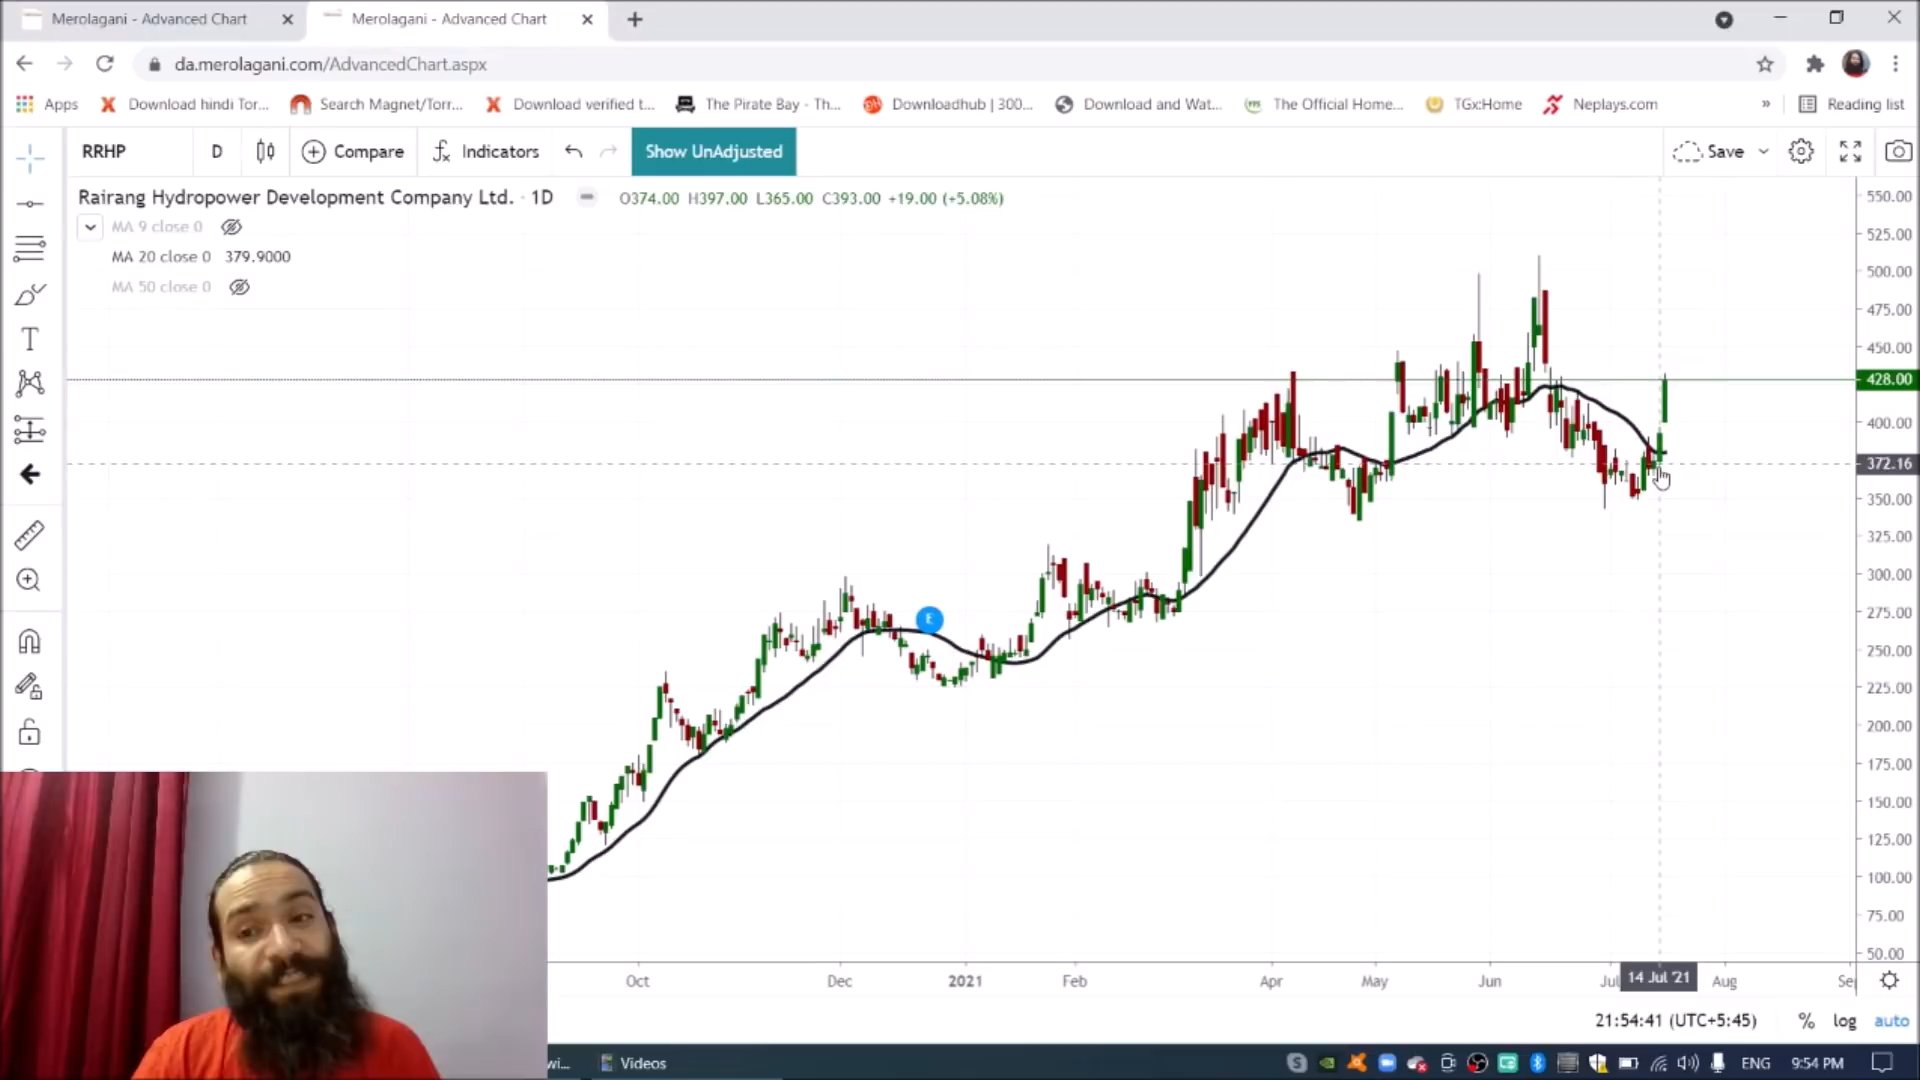 Merolagani - Advanced Chart
Merolagani - Advanced Chart
da.merolagani.com/AdvancedChart.aspx
Apps
Download hindi Tor...
Search Magnet/Torr...
Download verified t...
The Pirate Bay - Th...
Downloadhub | 300...
Download and Wat...
The Official Home...
TGx:Home
Neplays.com
»
Reading list
RRHP
D
Compare
Indicators
Show UnAdjusted
Save
Rairang Hydropower Development Company Ltd. · 1D
O374.00 H397.00 L365.00 C393.00 +19.00 (+5.08%)
MA 9 close 0
MA 20 close 0 379.9000
MA 50 close 0
T
E
550.00
525.00
500.00
475.00
450.00
428.00
400.00
372.16
350.00
325.00
300.00
275.00
250.00
225.00
200.00
175.00
150.00
125.00
100.00
75.00
50.00
Oct
Dec
2021
Feb
Apr
May
Jun
Jul
14 Jul '21
Aug
Se
21:54:41 (UTC+5:45)
%
log
auto
wi...
Videos
ENG
9:54 PM